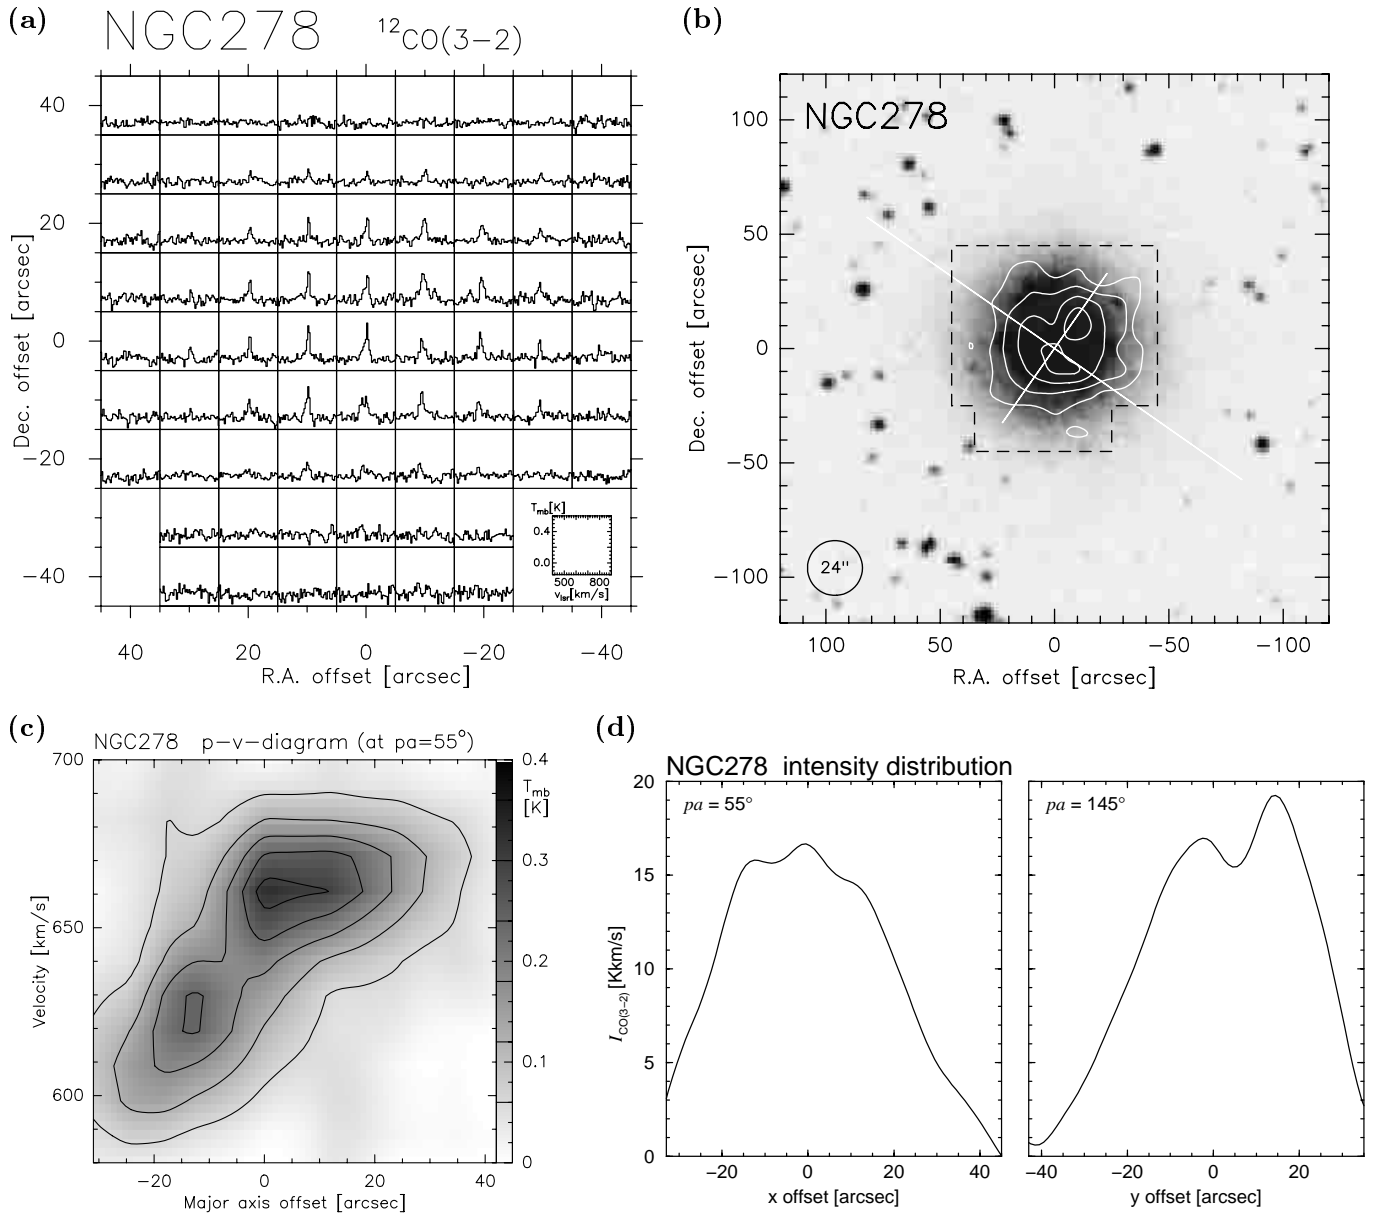 (a)
NGC278 ¹²CO(3−2)
40
20
0
−20
−40
Dec. offset [arcsec]
T_mb[K]
0.4
0.0
500 800
v_lsr[km/s]
40 20 0 −20 −40
R.A. offset [arcsec]
(b)
NGC278
100
50
0
−50
−100
Dec. offset [arcsec]
24"
100 50 0 −50 −100
R.A. offset [arcsec]
(c)
NGC278 p−v−diagram (at pa=55°)
700
650
600
Velocity [km/s]
0.4
T_mb
[K]
0.3
0.2
0.1
0
−20 0 20 40
Major axis offset [arcsec]
(d)
NGC278 intensity distribution
20
15
10
5
0
I_CO(3−2) [Kkm/s]
pa = 55°
−20 0 20 40
x offset [arcsec]
pa = 145°
−40 −20 0 20
y offset [arcsec]